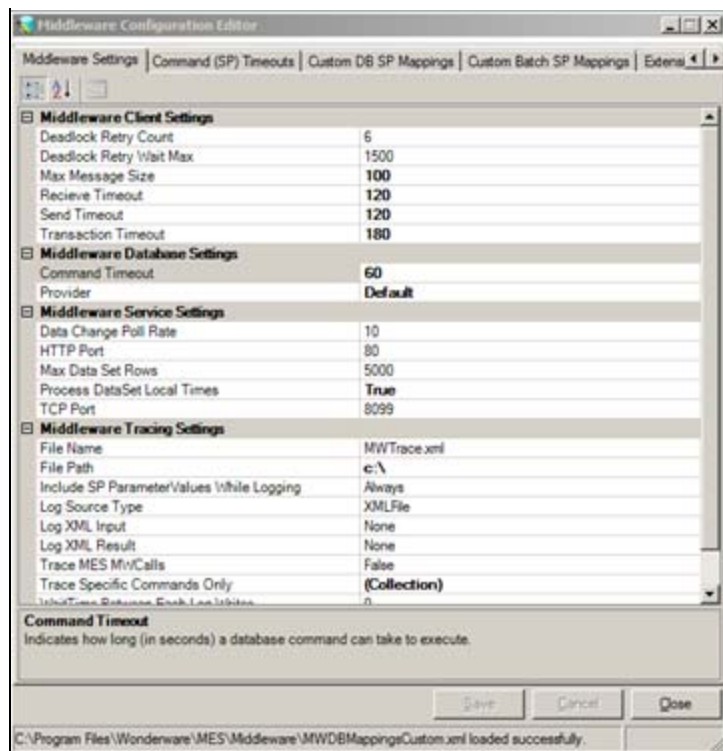 Middleware Configuration Editor
Middleware Settings Command (SP) Timeouts Custom DB SP Mappings Custom Batch SP Mappings Extensi
Middleware Client Settings
Deadlock Retry Count 6
Deadlock Retry Wait Max 1500
Max Message Size 100
Recieve Timeout 120
Send Timeout 120
Transaction Timeout 180
Middleware Database Settings
Command Timeout 60
Provider Default
Middleware Service Settings
Data Change Poll Rate 10
HTTP Port 80
Max Data Set Rows 5000
Process DataSet Local Times True
TCP Port 8099
Middleware Tracing Settings
File Name MWTrace.xml
File Path c:\
Include SP ParameterValues While Logging Always
Log Source Type XMLFile
Log XML Input None
Log XML Result None
Trace MES MWCalls False
Trace Specific Commands Only (Collection)
WaitTime Between Each Log Writes 0
Command Timeout
Indicates how long (in seconds) a database command can take to execute.
Save Cancel Close
C:\Program Files\Wonderware\MES\Middleware\MWDBMappingsCustom.xml loaded successfully.